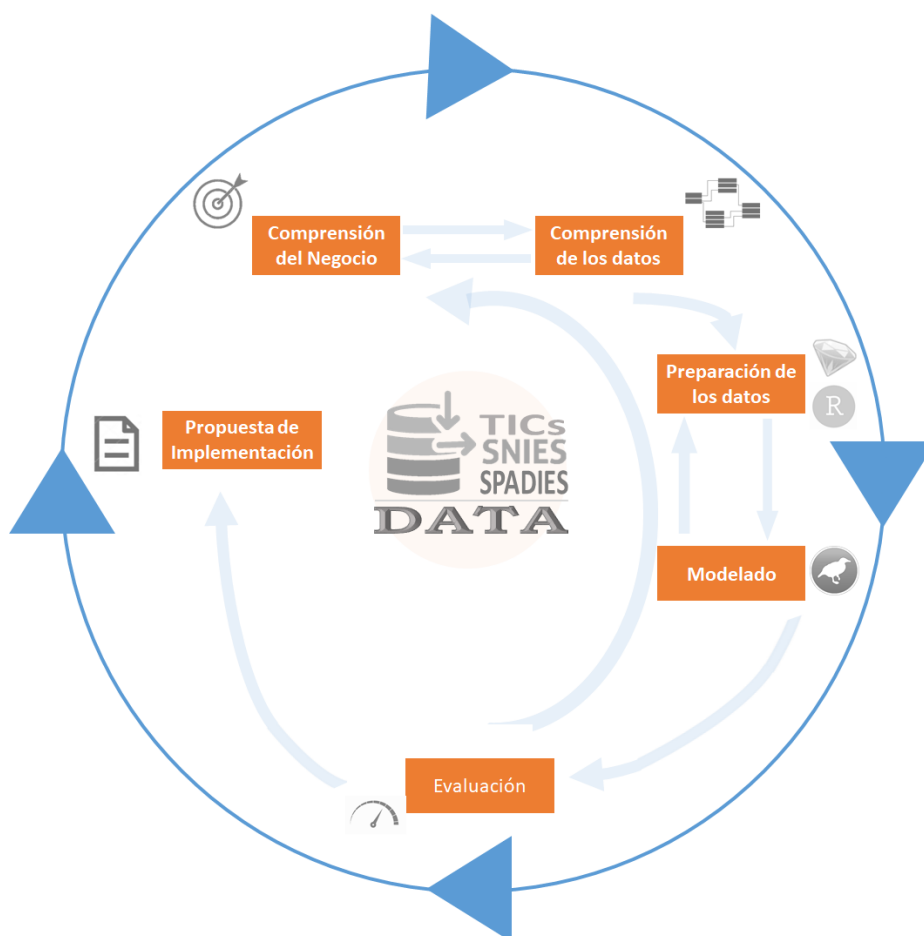 Comprensión
del Negocio
Comprensión
de los datos
Preparación de
los datos
R
Propuesta de
Implementación
TICs
SNIES
SPADIES
DATA
Modelado
Evaluación